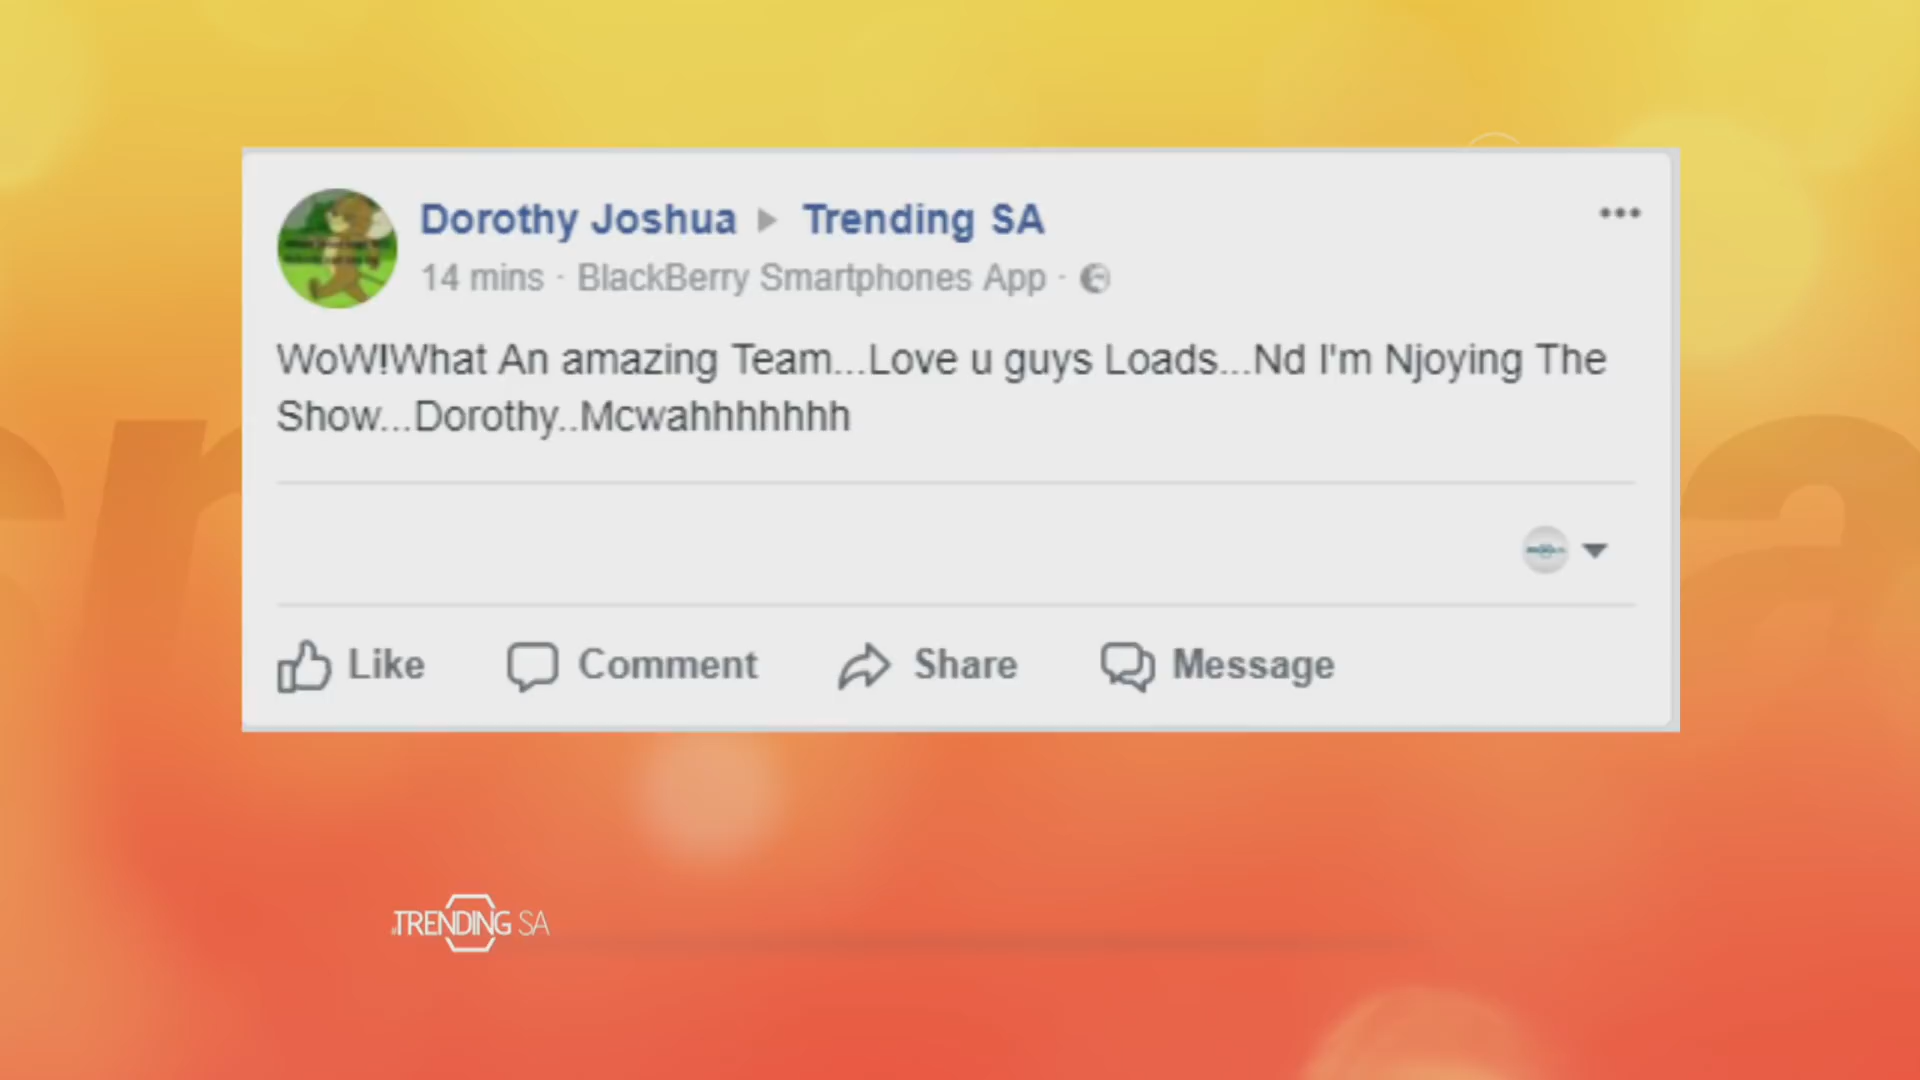 Dorothy Joshua Trending SA
14 mins · BlackBerry Smartphones App ·
WoW!What An amazing Team...Love u guys Loads...Nd I'm Njoying The
Show...Dorothy..Mcwahhhhhhh
Like Comment Share Message
#TRENDING SA